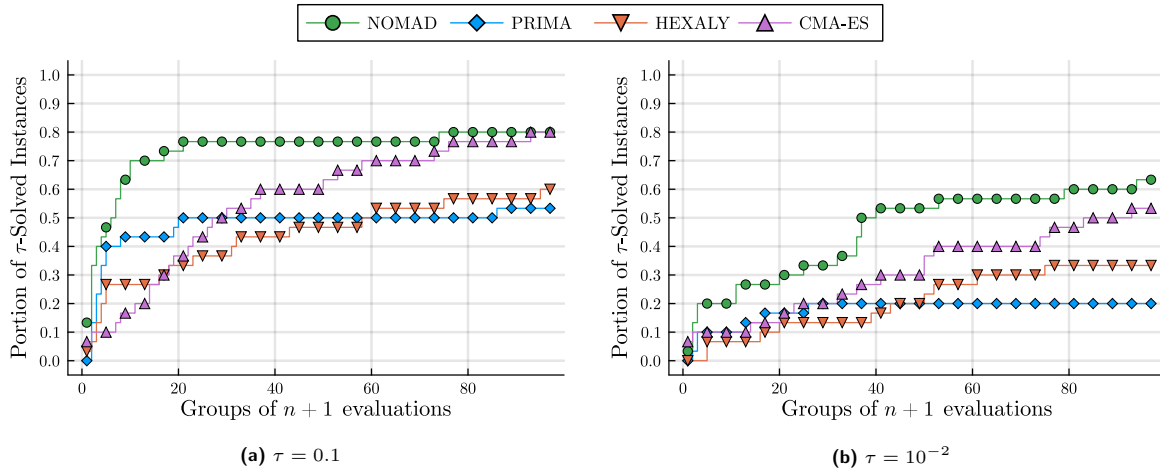 NOMAD PRIMA HEXALY CMA-ES
Portion of τ-Solved Instances
1.0
0.9
0.8
0.7
0.6
0.5
0.4
0.3
0.2
0.1
0.0
0 20 40 60 80
Groups of n + 1 evaluations
(a) τ = 0.1
Portion of τ-Solved Instances
1.0
0.9
0.8
0.7
0.6
0.5
0.4
0.3
0.2
0.1
0.0
0 20 40 60 80
Groups of n + 1 evaluations
(b) τ = 10⁻²